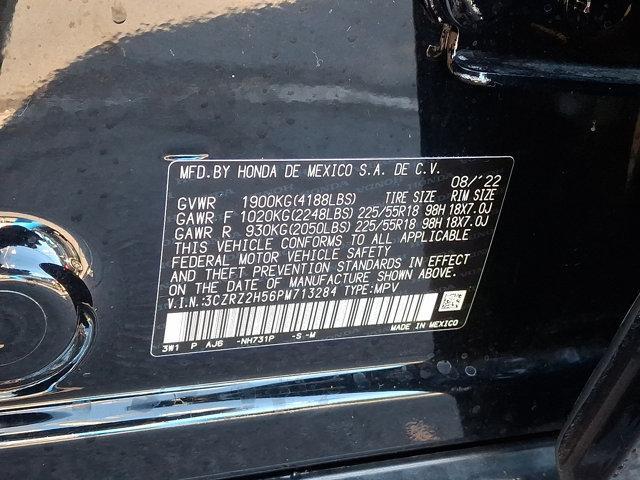 MFD.BY HONDA DE MEXICO S.A. DE C.V.
08/'22
GVWR 1900KG(4188LBS) TIRE SIZE RIM SIZE
GAWR F 1020KG(2248LBS) 225/55R18 98H 18X7.0J
GAWR R 930KG(2050LBS) 225/55R18 98H 18X7.0J
THIS VEHICLE CONFORMS TO ALL APPLICABLE
FEDERAL MOTOR VEHICLE SAFETY
AND THEFT PREVENTION STANDARDS IN EFFECT
ON THE DATE OF MANUFACTURE SHOWN ABOVE.
V.I.N.:3CZRZ2H56PM713284 TYPE:MPV
3W1 P AJ6 -NH731P -S -M MADE IN MEXICO